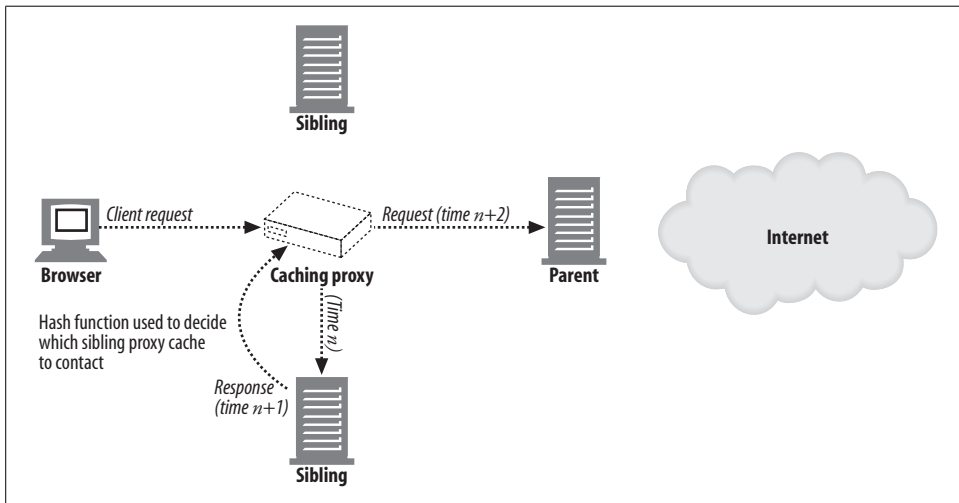 Sibling
Client request
Request (time n+2)
Internet
Browser
Caching proxy
Parent
(Time n)
Hash function used to decide
which sibling proxy cache
to contact
Response
(time n+1)
Sibling